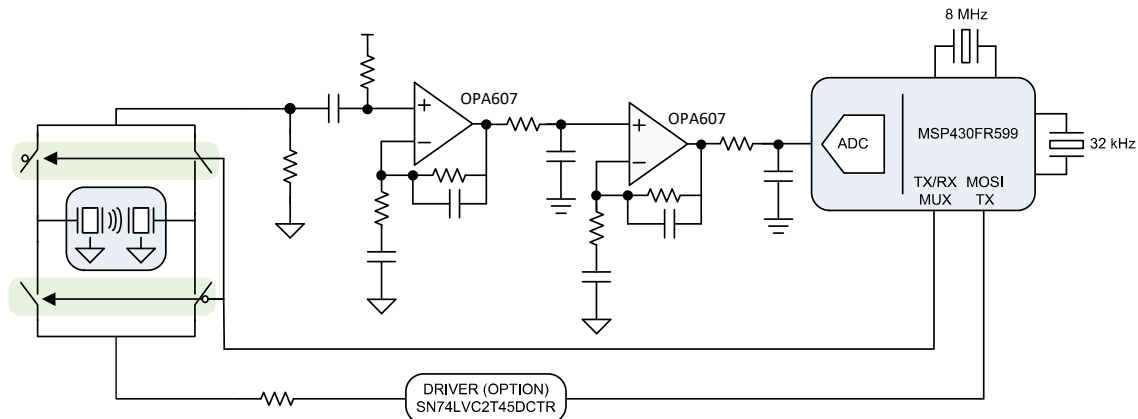 8 MHz
OPA607
OPA607
ADC
MSP430FR599
32 kHz
TX/RX
MUX
MOSI
TX
DRIVER (OPTION)
SN74LVC2T45DCTR